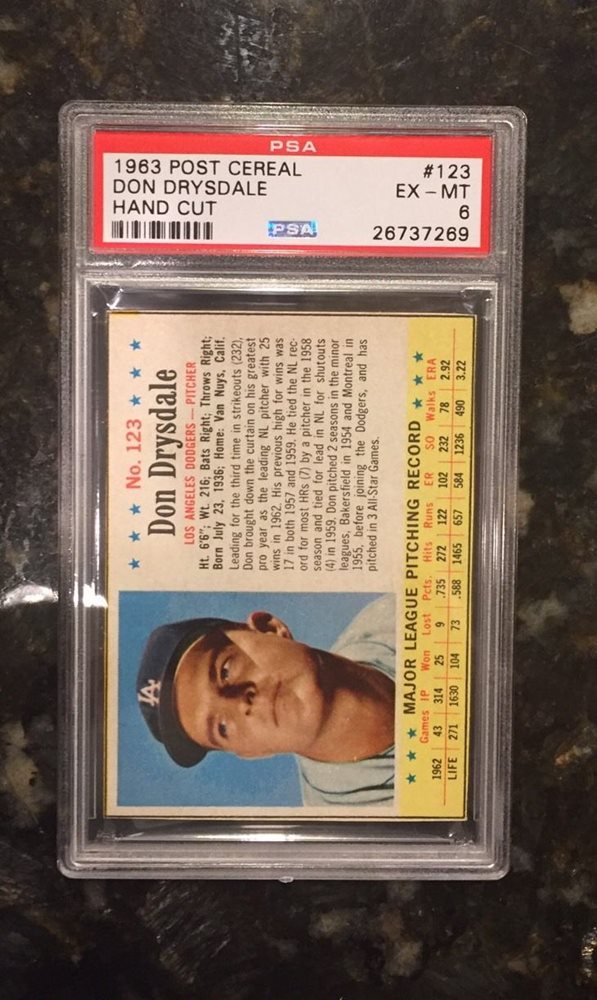 PSA
1963 POST CEREAL #123
DON DRYSDALE EX - MT
HAND CUT 6
PSA 26737269
★ ★ ★ No. 123 ★ ★ ★
Don Drysdale
LOS ANGELES DODGERS — PITCHER
Ht. 6'6"; Wt. 216; Bats Right; Throws Right;
Born July 23, 1936; Home: Van Nuys, Calif.
Leading for the third time in strikeouts (232),
Don brought down the curtain on his greatest
pro year as the leading NL pitcher with 25
wins in 1962. His previous high for wins was
17 in both 1957 and 1959. He tied the NL rec-
ord for most HRs (7) by a pitcher in the 1958
season and tied for lead in NL for shutouts
(4) in 1959. Don pitched 2 seasons in the minor
leagues, Bakersfield in 1954 and Montreal in
1955, before joining the Dodgers, and has
pitched in 3 All-Star Games.
LA
★ ★ ★ MAJOR LEAGUE PITCHING RECORD ★ ★ ★
Games IP Won Lost Pcts. Hits Runs ER SO Walks ERA
1962 43 314 25 9 .735 272 122 102 232 78 2.92
LIFE 271 1630 104 73 .588 1465 657 584 1236 490 3.22